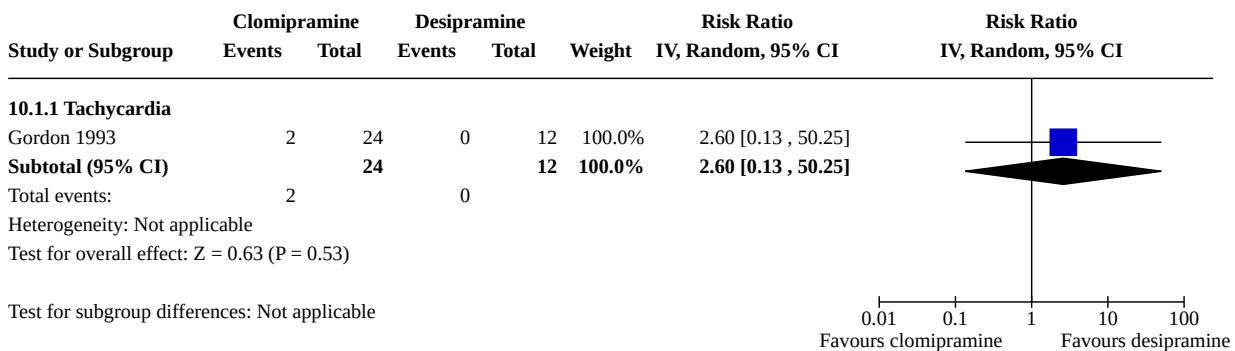 Clomipramine Desipramine Risk Ratio Risk Ratio
Study or Subgroup Events Total Events Total Weight IV, Random, 95% CI IV, Random, 95% CI
10.1.1 Tachycardia
Gordon 1993 2 24 0 12 100.0% 2.60 [0.13 , 50.25]
Subtotal (95% CI) 24 12 100.0% 2.60 [0.13 , 50.25]
Total events: 2 0
Heterogeneity: Not applicable
Test for overall effect: Z = 0.63 (P = 0.53)
Test for subgroup differences: Not applicable
0.01 0.1 1 10 100
Favours clomipramine Favours desipramine